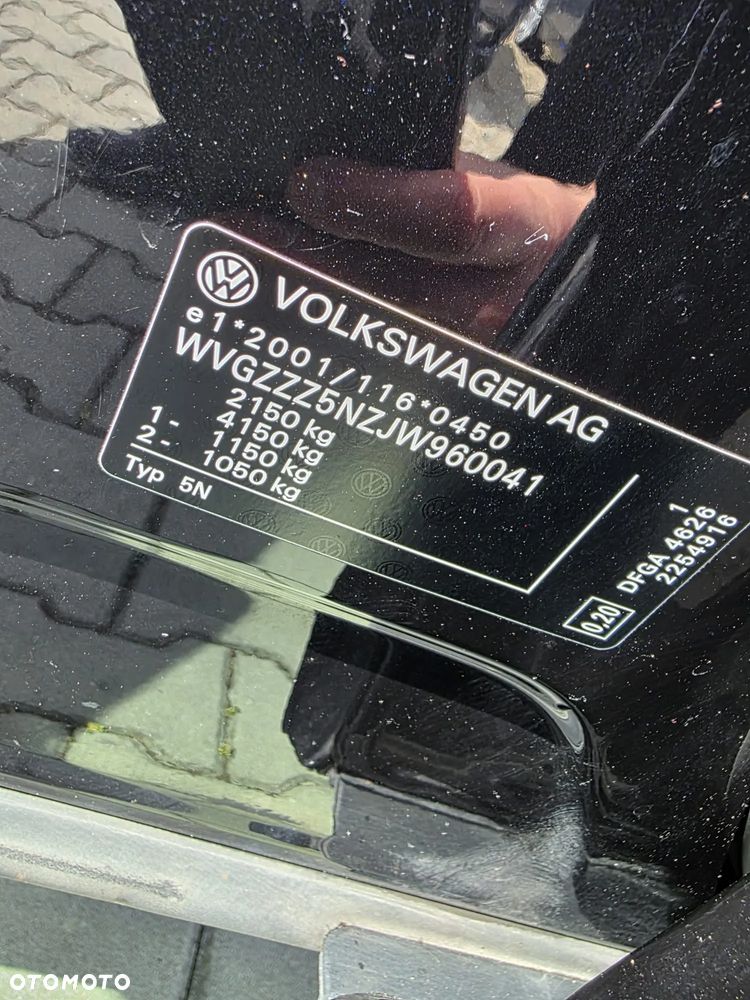 VOLKSWAGEN AG
e1*2001/116*0450
WVGZZZ5NZJW960041
2150 kg
4150 kg
1- 1150 kg
2- 1050 kg
Typ 5N
1
DFGA 4626
2254916
0.20
OTOMOTO